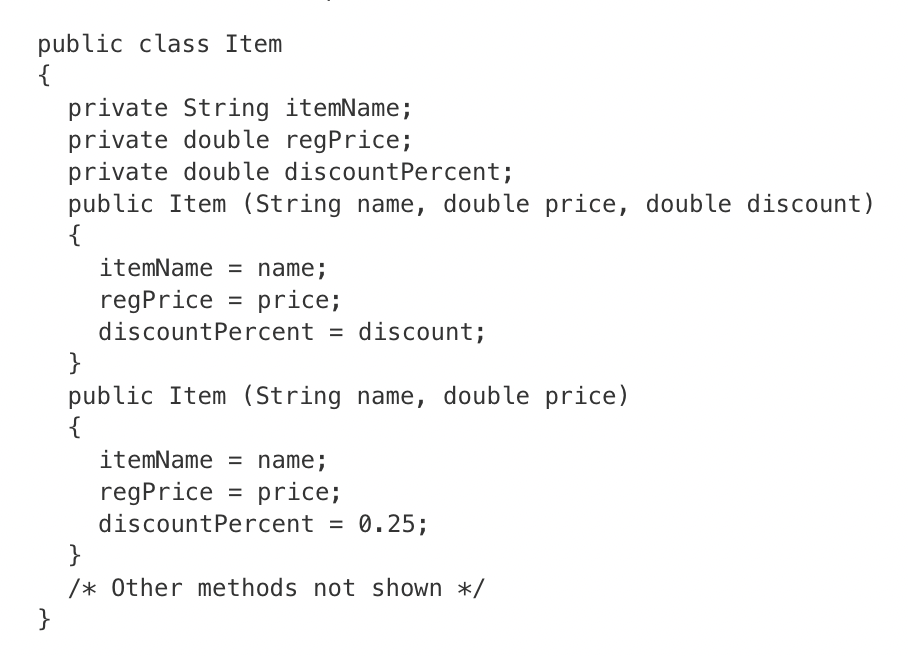 public class Item
{
private String itemName;
private double regPrice;
private double discountPercent;
public Item (String name, double price, double discount)
{
itemName = name;
regPrice = price;
discountPercent = discount;
}
public Item (String name, double price)
{
itemName = name;
regPrice = price;
discountPercent = 0.25;
}
/* Other methods not shown */
}